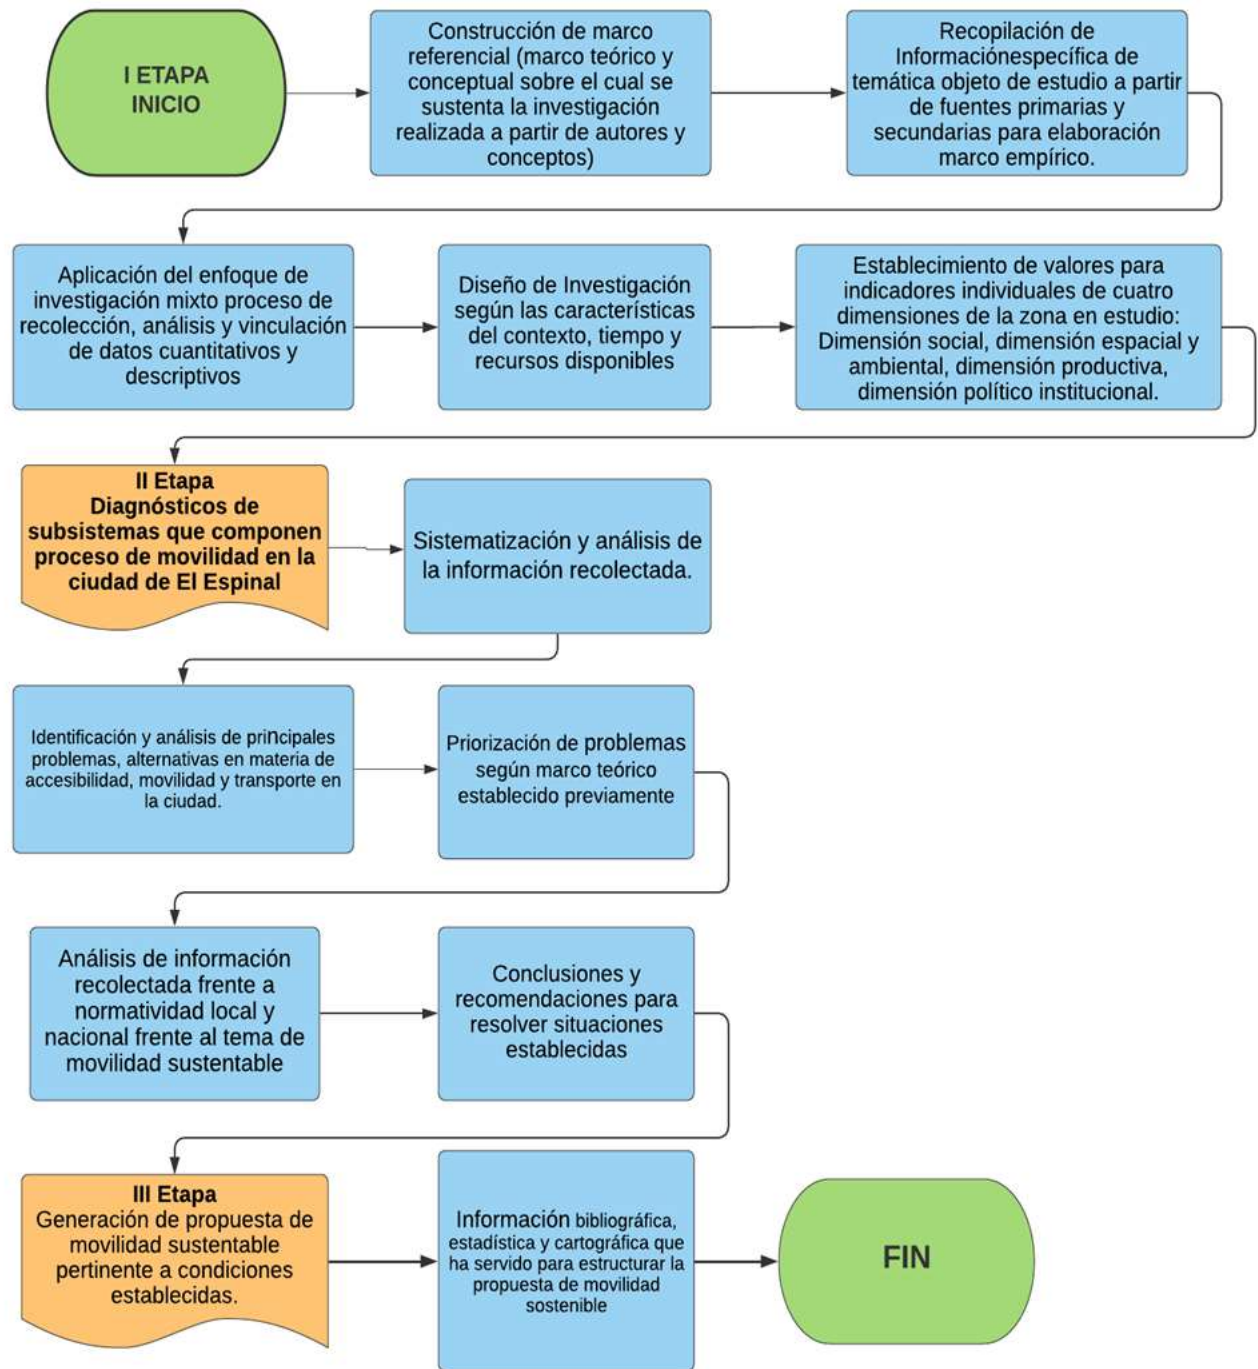 I ETAPA
INICIO
Construcción de marco
referencial (marco teórico y
conceptual sobre el cual se
sustenta la investigación
realizada a partir de autores y
conceptos)
Recopilación de
Informaciónespecífica de
temática objeto de estudio a partir
de fuentes primarias y
secundarias para elaboración
marco empírico.
Aplicación del enfoque de
investigación mixto proceso de
recolección, análisis y vinculación
de datos cuantitativos y
descriptivos
Diseño de Investigación
según las características
del contexto, tiempo y
recursos disponibles
Establecimiento de valores para
indicadores individuales de cuatro
dimensiones de la zona en estudio:
Dimensión social, dimensión espacial y
ambiental, dimensión productiva,
dimensión político institucional.
II Etapa
Diagnósticos de
subsistemas que componen
proceso de movilidad en la
ciudad de El Espinal
Sistematización y análisis de
la información recolectada.
Identificación y análisis de principales
problemas, alternativas en materia de
accesibilidad, movilidad y transporte en
la ciudad.
Priorización de problemas
según marco teórico
establecido previamente
Análisis de información
recolectada frente a
normatividad local y
nacional frente al tema de
movilidad sustentable
Conclusiones y
recomendaciones para
resolver situaciones
establecidas
III Etapa
Generación de propuesta de
movilidad sustentable
pertinente a condiciones
establecidas.
Información bibliográfica,
estadística y cartográfica que
ha servido para estructurar la
propuesta de movilidad
sostenible
FIN